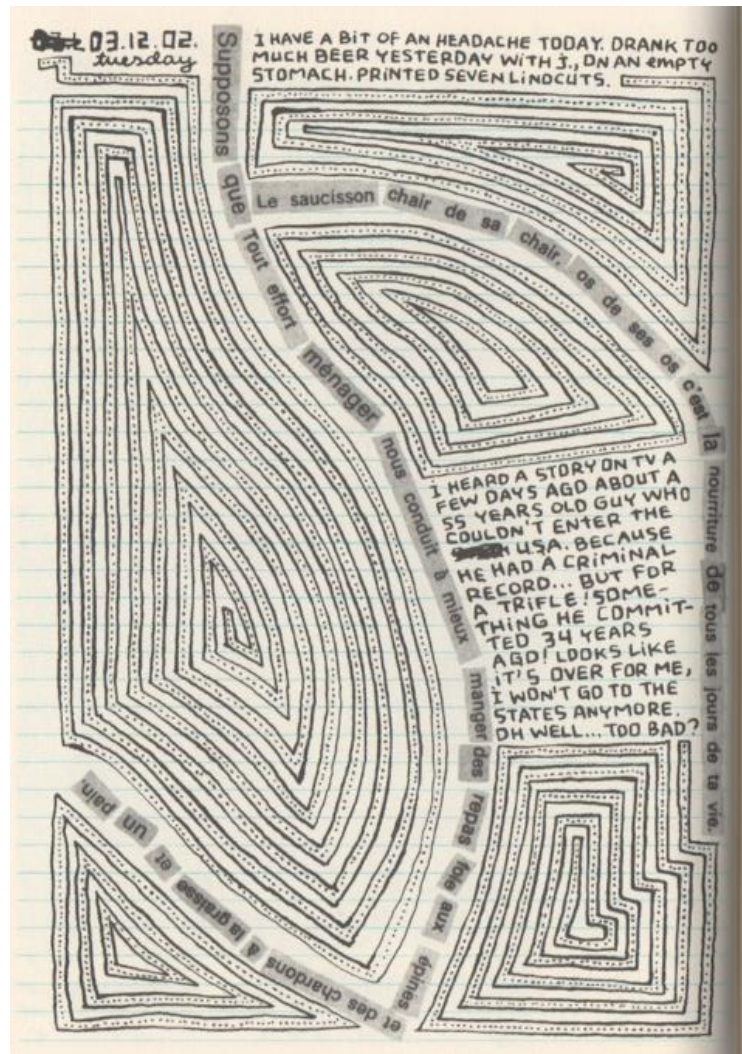 03.12.02.
tuesday
I HAVE A BIT OF AN HEADACHE TODAY. DRANK TOO
MUCH BEER YESTERDAY WITH J., ON AN EMPTY
STOMACH. PRINTED SEVEN LINOCUTS.
Supposons que Tout effort ménager nous conduit à mieux manger des repas foie aux épines et des chardons à la graisse et un pain.
Le saucisson chair de sa chair, os de ses os c'est la nourriture de tous les jours de ta vie.
I HEARD A STORY ON TV A
FEW DAYS AGO ABOUT A
55 YEARS OLD GUY WHO
COULDN'T ENTER THE
USA. BECAUSE
HE HAD A CRIMINAL
RECORD... BUT FOR
A TRIFLE! SOME-
THING HE COMMIT-
TED 34 YEARS
AGO! LOOKS LIKE
IT'S OVER FOR ME,
I WON'T GO TO THE
STATES ANYMORE.
OH WELL... TOO BAD?